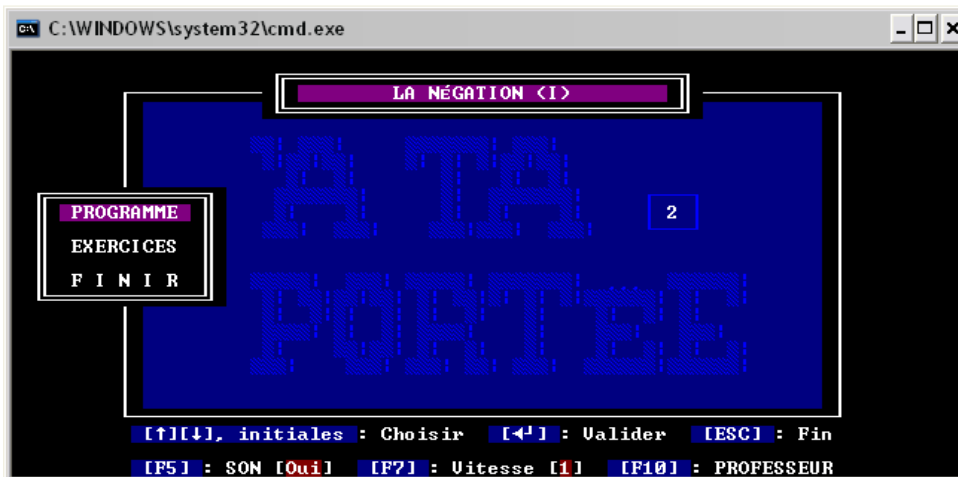 C:\WINDOWS\system32\cmd.exe
LA NÉGATION (I)
A TA
PORTEE
2
PROGRAMME
EXERCICES
F I N I R
[↑][↓], initiales : Choisir [↵] : Valider [ESC] : Fin
[F5] : SON [Oui] [F7] : Vitesse [1] [F10] : PROFESSEUR